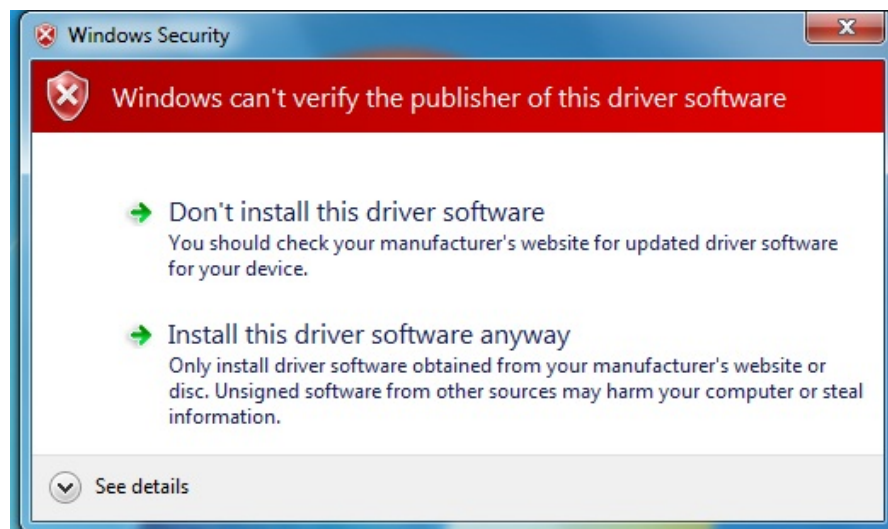 Windows Security
Windows can't verify the publisher of this driver software
Don't install this driver software
You should check your manufacturer's website for updated driver software
for your device.
Install this driver software anyway
Only install driver software obtained from your manufacturer's website or
disc. Unsigned software from other sources may harm your computer or steal
information.
See details